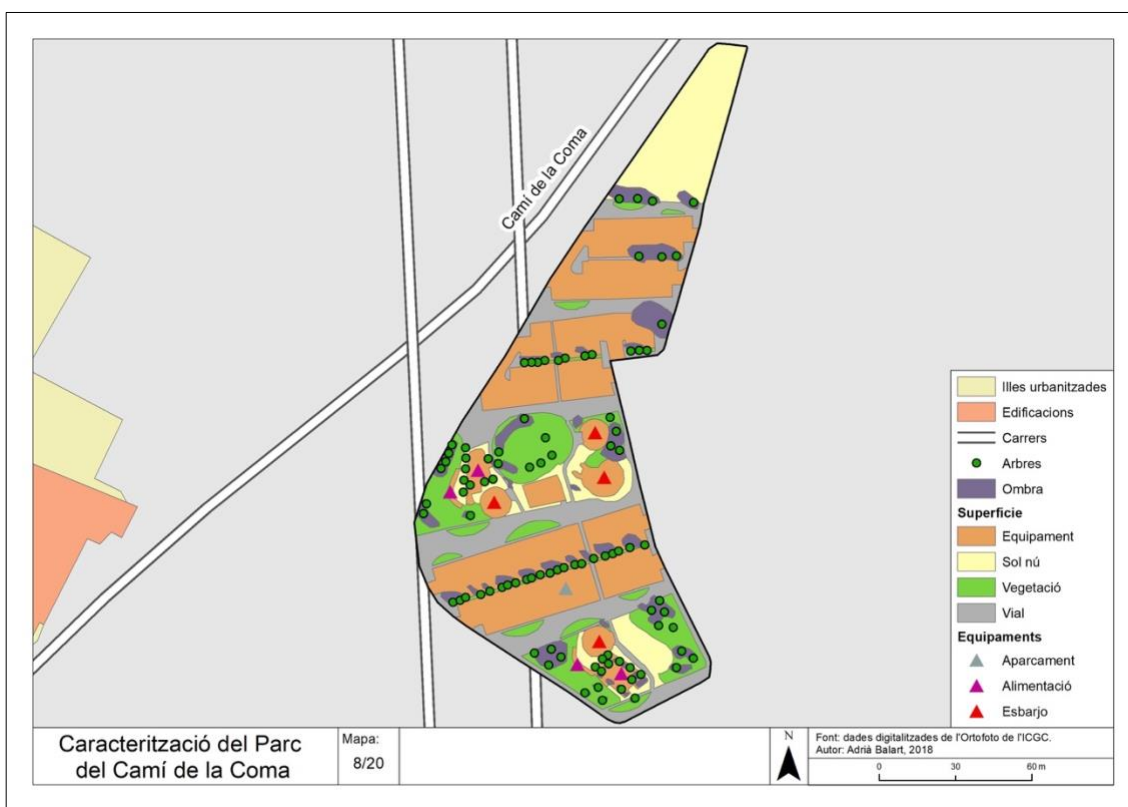 Camí de la Coma
Illes urbanitzades
Edificacions
Carrers
Arbres
Ombra
Superfície
Equipament
Sol nú
Vegetació
Vial
Equipaments
Aparcament
Alimentació
Esbarjo
Caracterització del Parc
del Camí de la Coma
Mapa:
8/20
N
Font: dades digitalitzades de l'Ortofoto de l'ICGC.
Autor: Adrià Balart, 2018
0 30 60 m